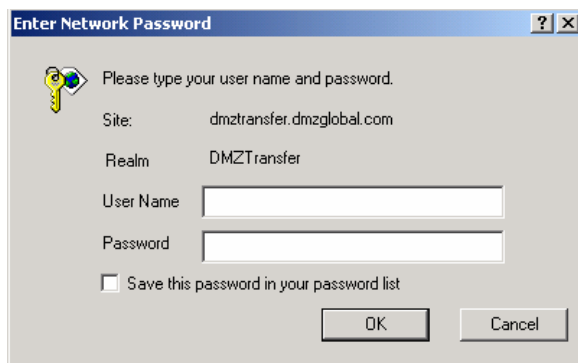 Enter Network Password
Please type your user name and password.
Site: dmztransfer.dmzglobal.com
Realm DMZTransfer
User Name
Password
Save this password in your password list
OK Cancel